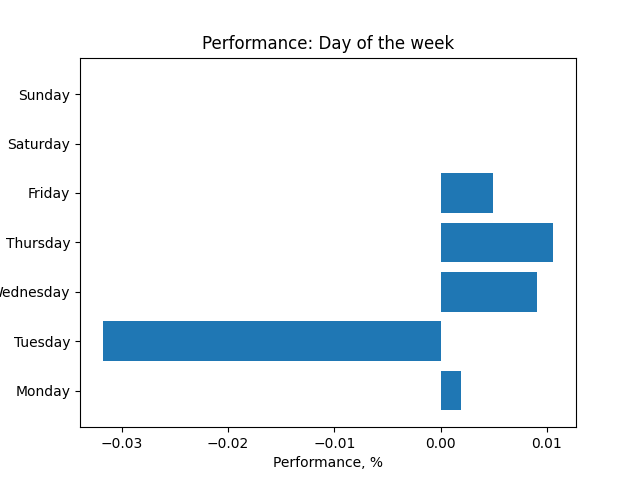 Performance: Day of the week
Sunday
Saturday
Friday
Thursday
Wednesday
Tuesday
Monday
−0.03 −0.02 −0.01 0.00 0.01
Performance, %